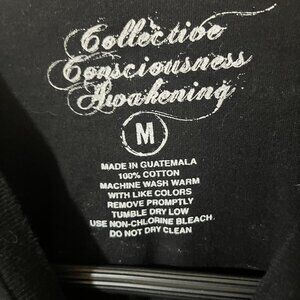 Collective
Consciousness
Awakening
M
MADE IN GUATEMALA
100% COTTON
MACHINE WASH WARM
WITH LIKE COLORS
REMOVE PROMPTLY
TUMBLE DRY LOW
USE NON-CHLORINE BLEACH
DO NOT DRY CLEAN